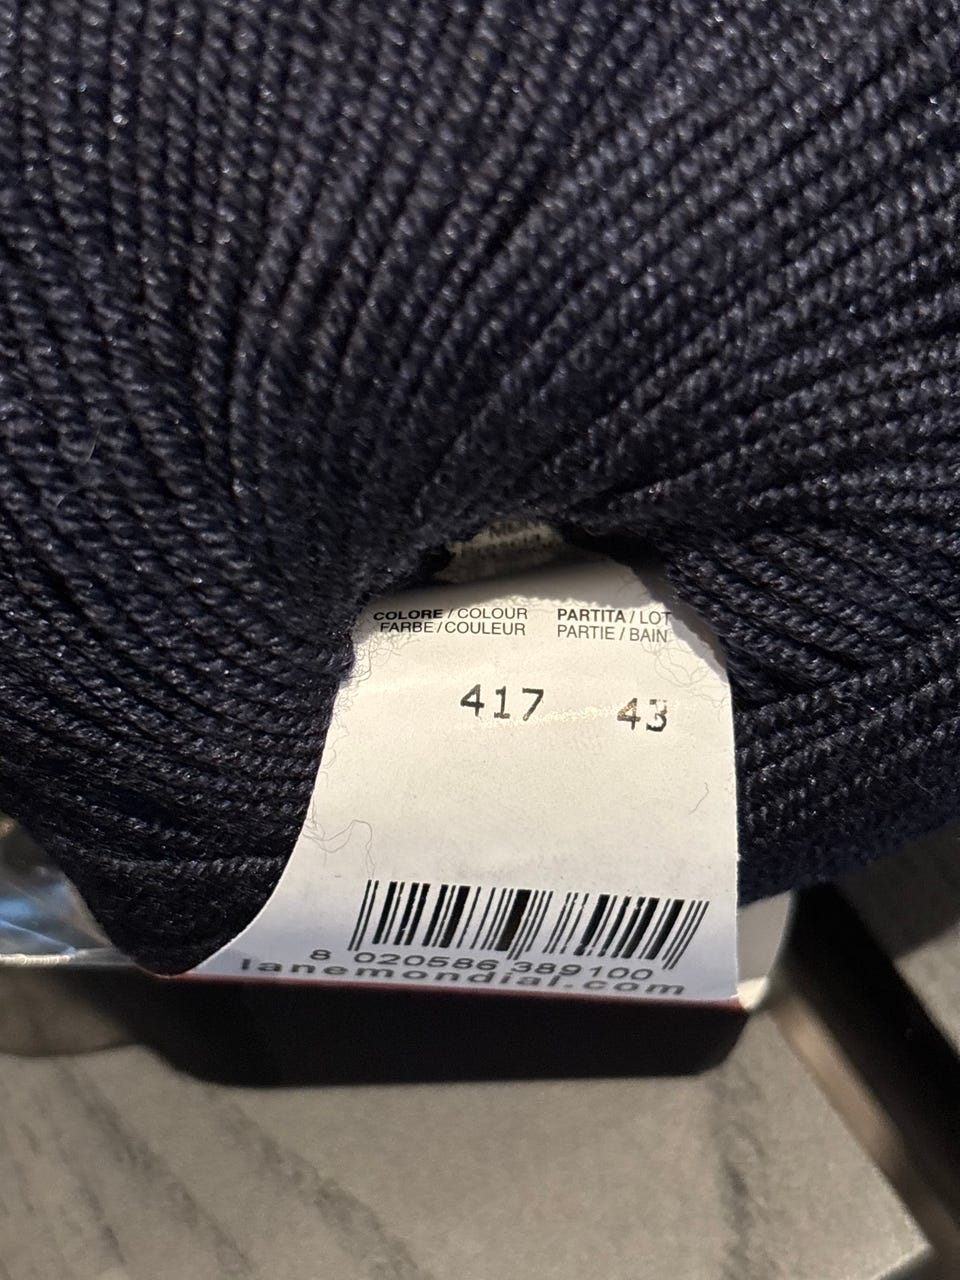 COLORE / COLOUR PARTITA / LOT
FARBE / COULEUR PARTIE / BAIN
417 43
8 020586 389100
lanemondial.com